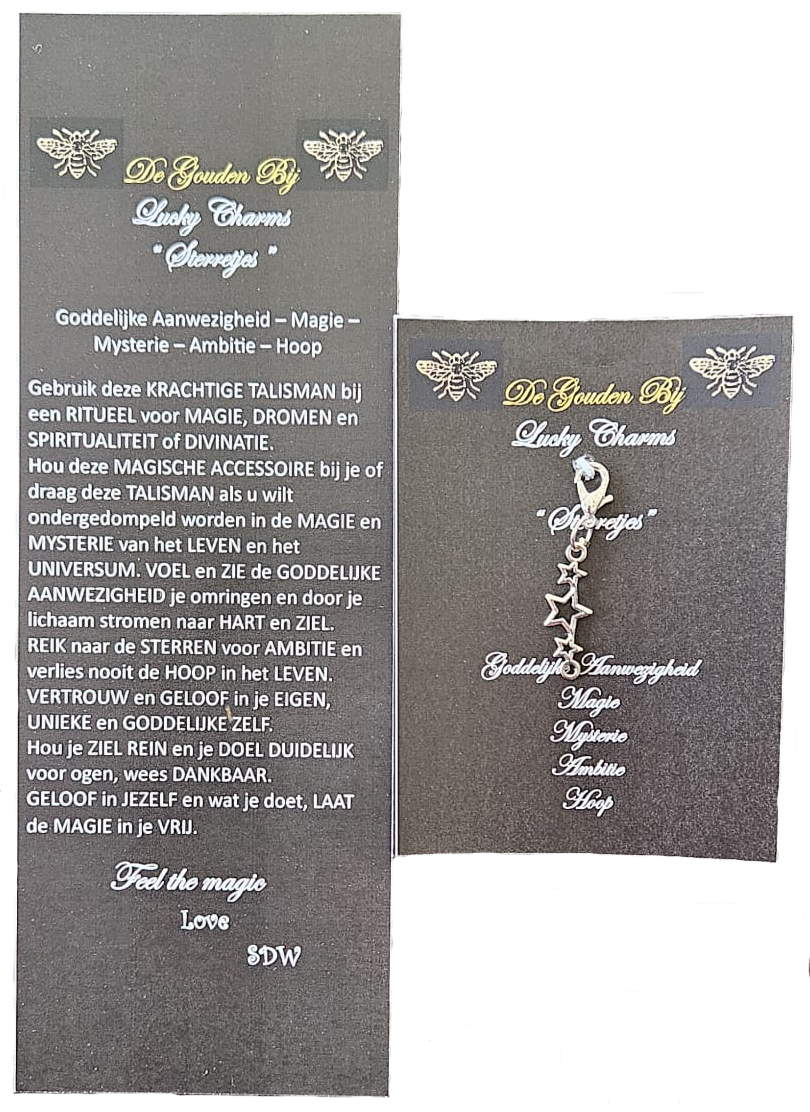 De Gouden Bij
Lucky Charms
“ Sterretjes ”
Goddelijke Aanwezigheid – Magie –
Mysterie – Ambitie – Hoop
Gebruik deze KRACHTIGE TALISMAN bij
een RITUEEL voor MAGIE, DROMEN en
SPIRITUALITEIT of DIVINATIE.
Hou deze MAGISCHE ACCESSOIRE bij je of
draag deze TALISMAN als u wilt
ondergedompeld worden in de MAGIE en
MYSTERIE van het LEVEN en het
UNIVERSUM. VOEL en ZIE de GODDELIJKE
AANWEZIGHEID je omringen en door je
lichaam stromen naar HART en ZIEL.
REIK naar de STERREN voor AMBITIE en
verlies nooit de HOOP in het LEVEN.
VERTROUW en GELOOF in je EIGEN,
UNIEKE en GODDELIJKE ZELF.
Hou je ZIEL REIN en je DOEL DUIDELIJK
voor ogen, wees DANKBAAR.
GELOOF in JEZELF en wat je doet, LAAT
de MAGIE in je VRIJ.
Feel the magic
Love
SDW
De Gouden Bij
Lucky Charms
“Sterretjes”
Goddelijke Aanwezigheid
Magie
Mysterie
Ambitie
Hoop